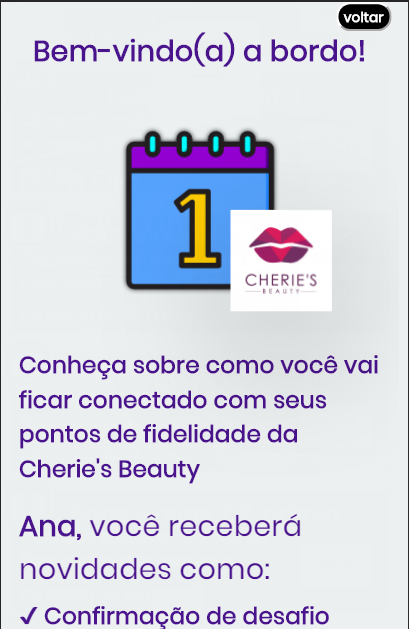 voltar
Bem-vindo(a) a bordo!
1
CHERIE'S
BEAUTY
Conheça sobre como você vai
ficar conectado com seus
pontos de fidelidade da
Cherie's Beauty
Ana, você receberá
novidades como:
✓ Confirmação de desafio